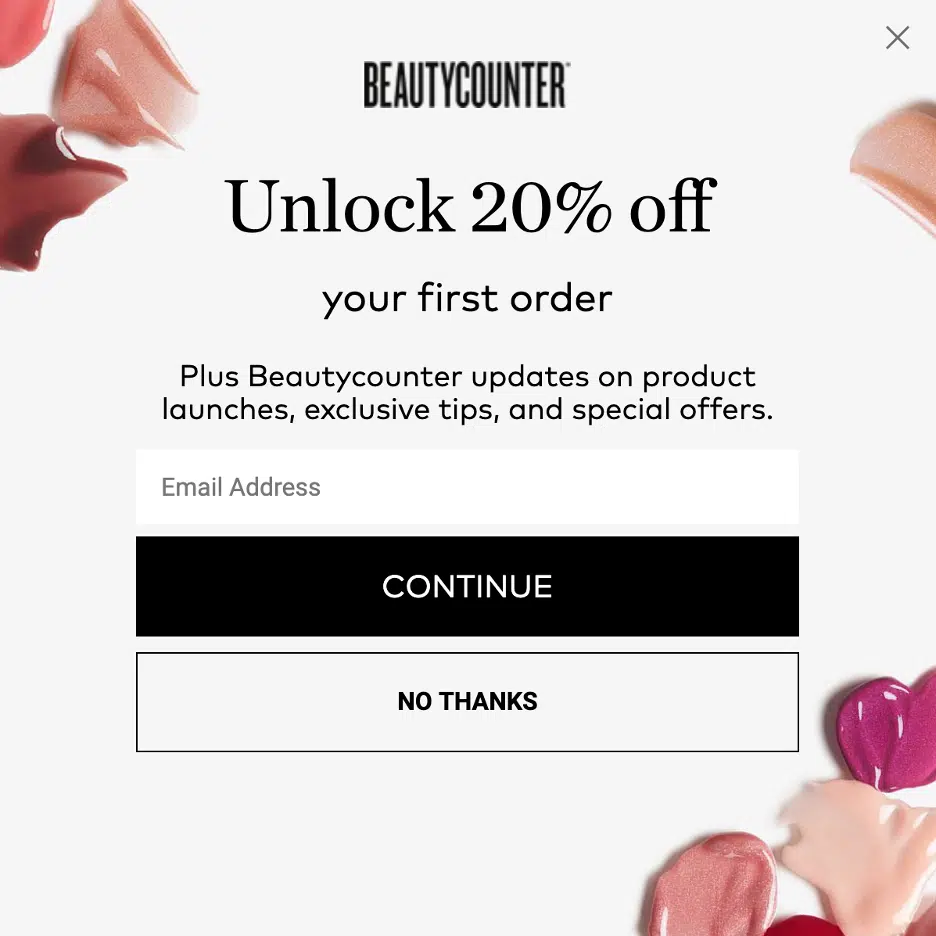 BEAUTYCOUNTER
Unlock 20% off
your first order
Plus Beautycounter updates on product
launches, exclusive tips, and special offers.
Email Address
CONTINUE
NO THANKS